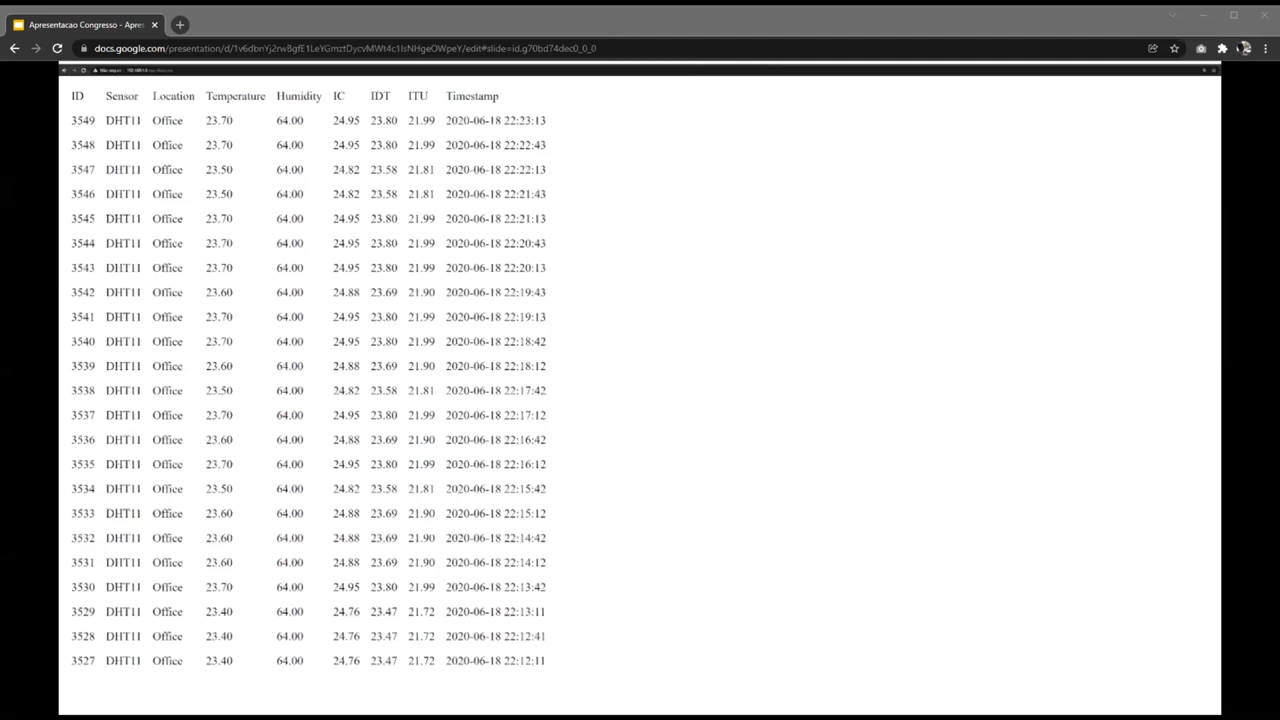 Apresentacao Congresso - Apres
docs.google.com/presentation/d/1v6dbnYj2rwBgfE1LeYGmztDycvMWt4c1IsNHgeOWpeY/edit#slide=id.g70bd74dec0_0_0
ID Sensor Location Temperature Humidity IC IDT ITU Timestamp
3549 DHT11 Office 23.70 64.00 24.95 23.80 21.99 2020-06-18 22:23:13
3548 DHT11 Office 23.70 64.00 24.95 23.80 21.99 2020-06-18 22:22:43
3547 DHT11 Office 23.50 64.00 24.82 23.58 21.81 2020-06-18 22:22:13
3546 DHT11 Office 23.50 64.00 24.82 23.58 21.81 2020-06-18 22:21:43
3545 DHT11 Office 23.70 64.00 24.95 23.80 21.99 2020-06-18 22:21:13
3544 DHT11 Office 23.70 64.00 24.95 23.80 21.99 2020-06-18 22:20:43
3543 DHT11 Office 23.70 64.00 24.95 23.80 21.99 2020-06-18 22:20:13
3542 DHT11 Office 23.60 64.00 24.88 23.69 21.90 2020-06-18 22:19:43
3541 DHT11 Office 23.70 64.00 24.95 23.80 21.99 2020-06-18 22:19:13
3540 DHT11 Office 23.70 64.00 24.95 23.80 21.99 2020-06-18 22:18:42
3539 DHT11 Office 23.60 64.00 24.88 23.69 21.90 2020-06-18 22:18:12
3538 DHT11 Office 23.50 64.00 24.82 23.58 21.81 2020-06-18 22:17:42
3537 DHT11 Office 23.70 64.00 24.95 23.80 21.99 2020-06-18 22:17:12
3536 DHT11 Office 23.60 64.00 24.88 23.69 21.90 2020-06-18 22:16:42
3535 DHT11 Office 23.70 64.00 24.95 23.80 21.99 2020-06-18 22:16:12
3534 DHT11 Office 23.50 64.00 24.82 23.58 21.81 2020-06-18 22:15:42
3533 DHT11 Office 23.60 64.00 24.88 23.69 21.90 2020-06-18 22:15:12
3532 DHT11 Office 23.60 64.00 24.88 23.69 21.90 2020-06-18 22:14:42
3531 DHT11 Office 23.60 64.00 24.88 23.69 21.90 2020-06-18 22:14:12
3530 DHT11 Office 23.70 64.00 24.95 23.80 21.99 2020-06-18 22:13:42
3529 DHT11 Office 23.40 64.00 24.76 23.47 21.72 2020-06-18 22:13:11
3528 DHT11 Office 23.40 64.00 24.76 23.47 21.72 2020-06-18 22:12:41
3527 DHT11 Office 23.40 64.00 24.76 23.47 21.72 2020-06-18 22:12:11